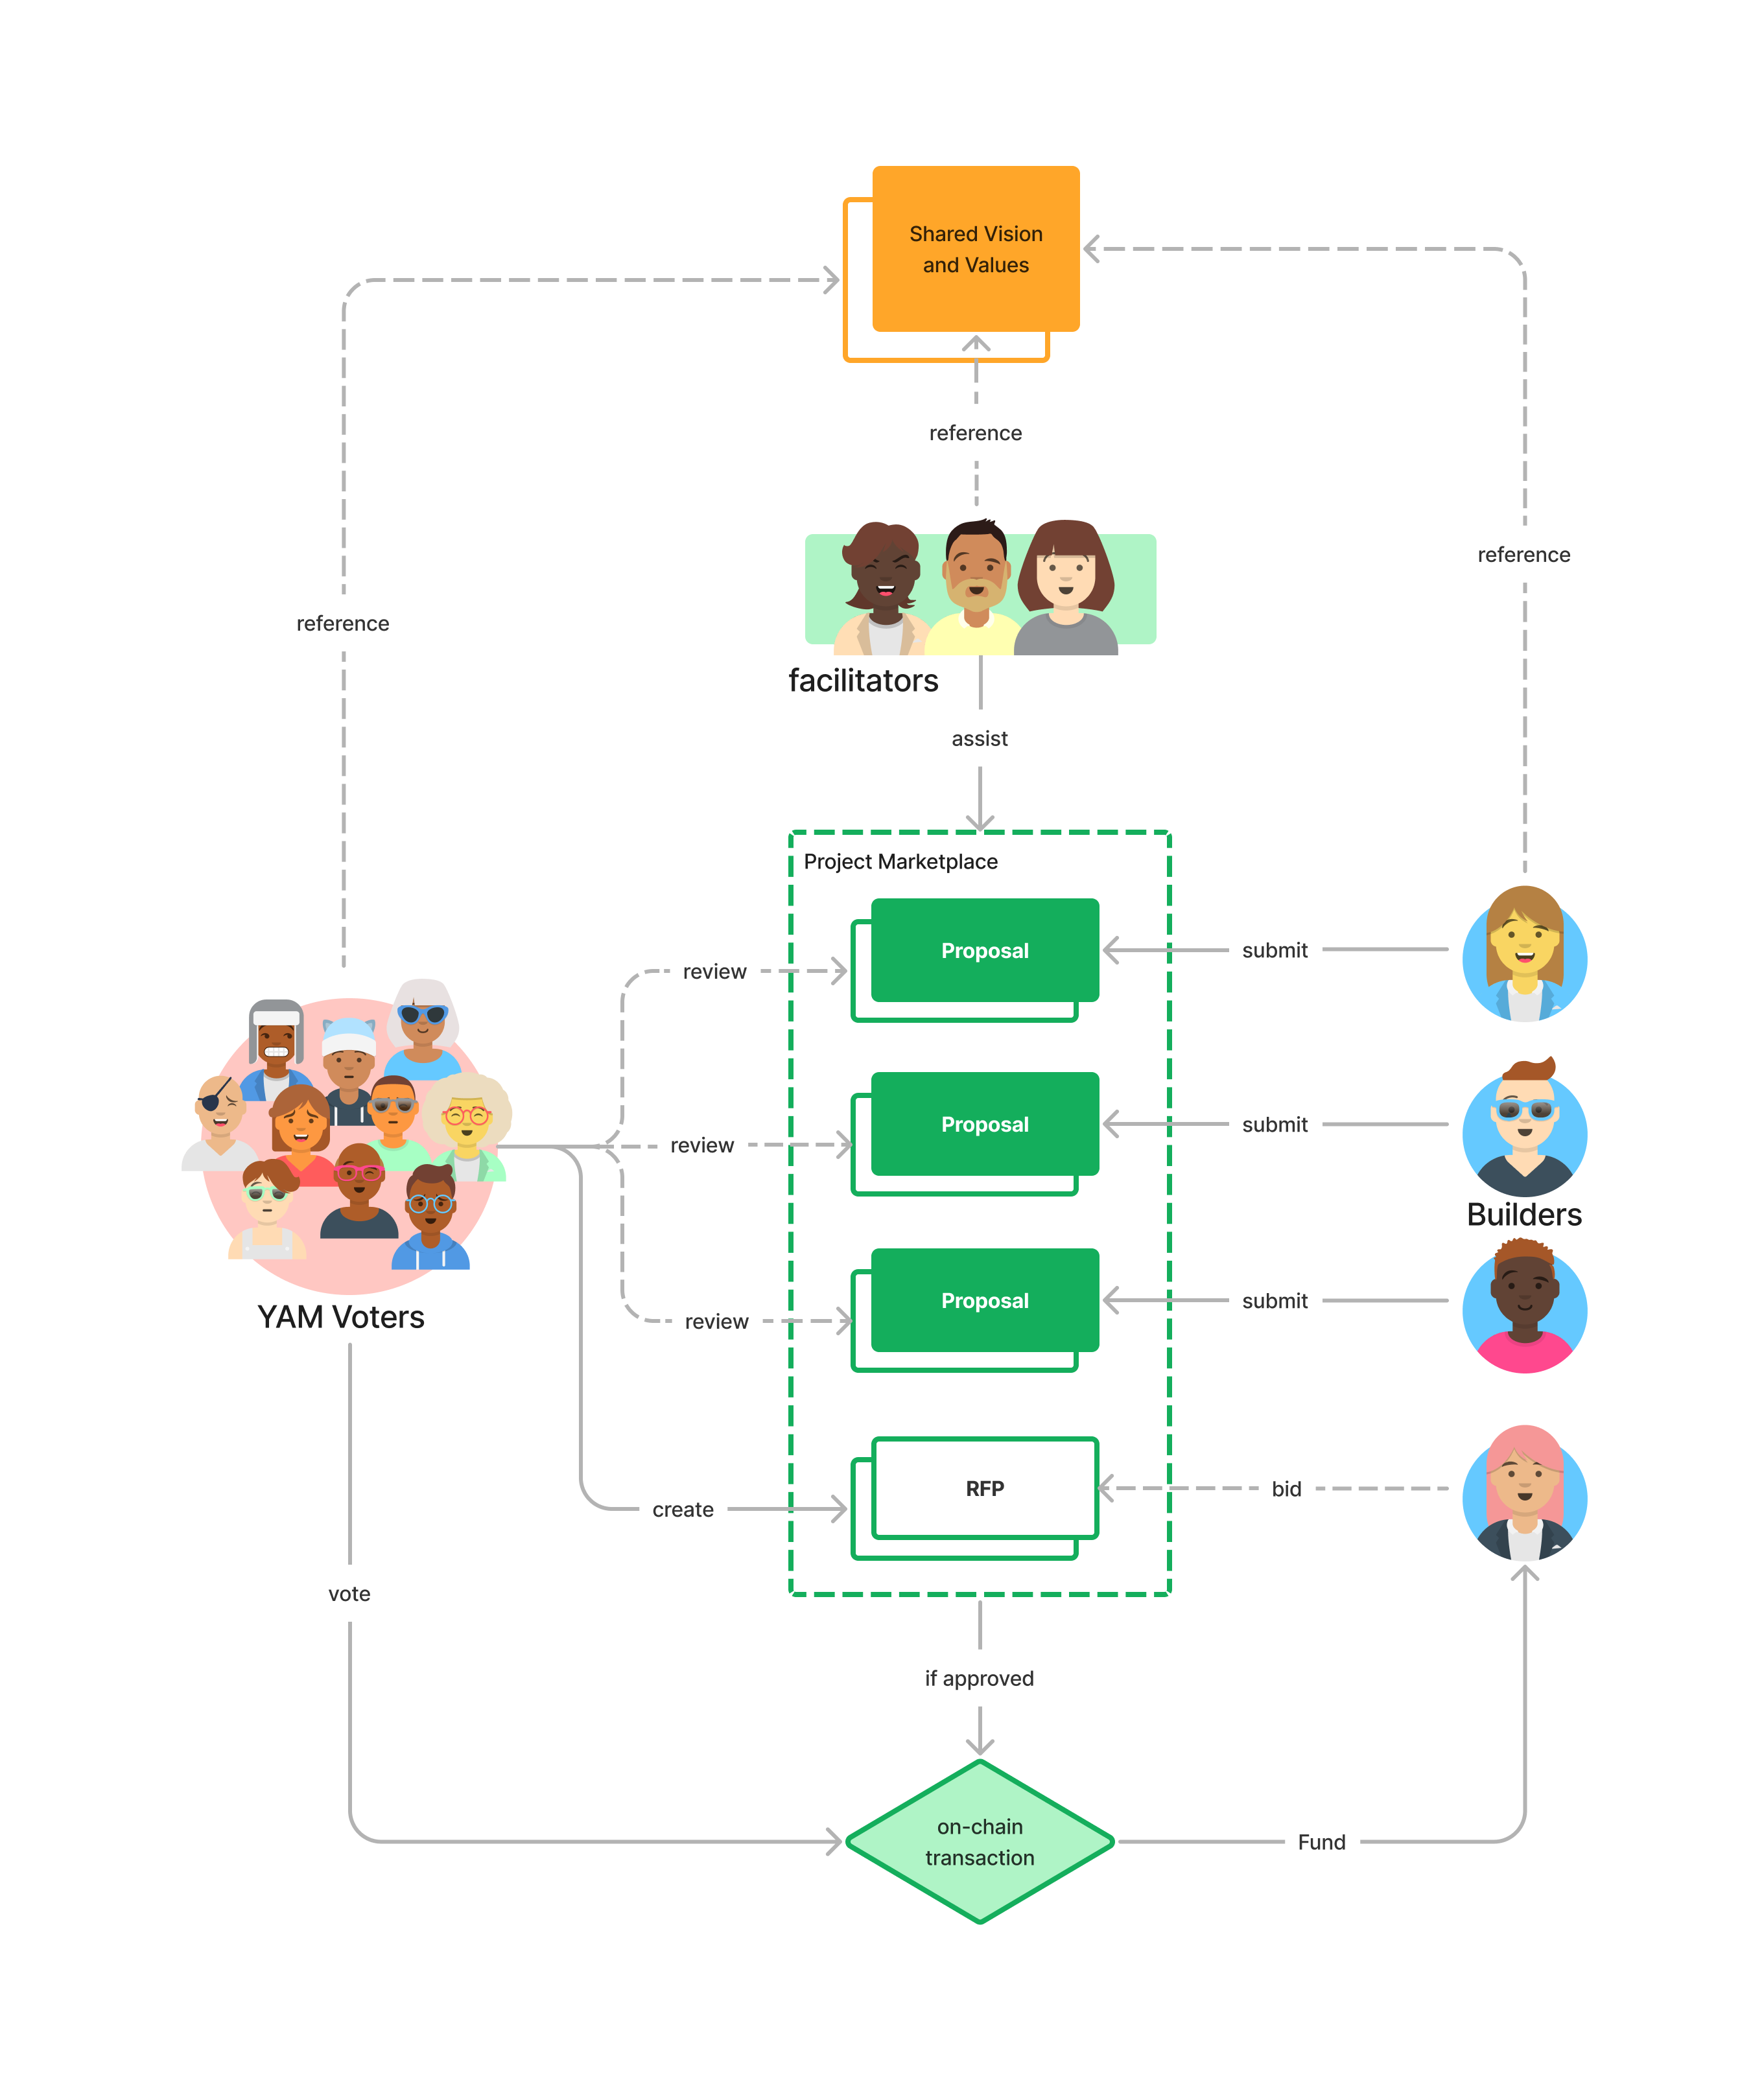 Shared Vision
and Values
reference
reference
reference
facilitators
assist
Project Marketplace
Proposal
submit
review
Proposal
submit
review
Builders
Proposal
submit
review
YAM Voters
RFP
bid
create
vote
if approved
on-chain
transaction
Fund